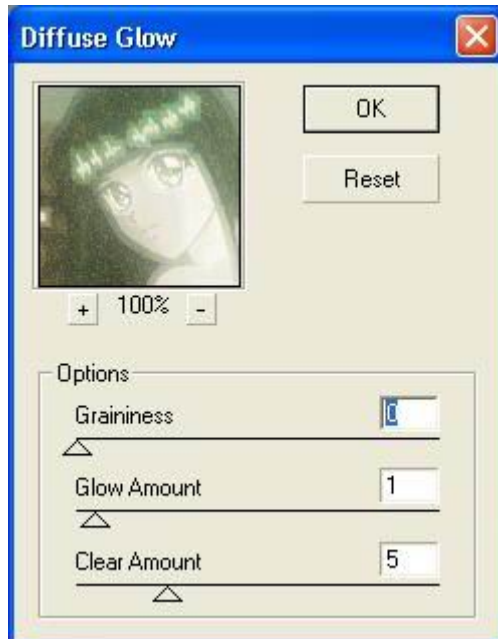 Diffuse Glow
OK
Reset
+ 100% -
Options
Graininess 0
Glow Amount 1
Clear Amount 5